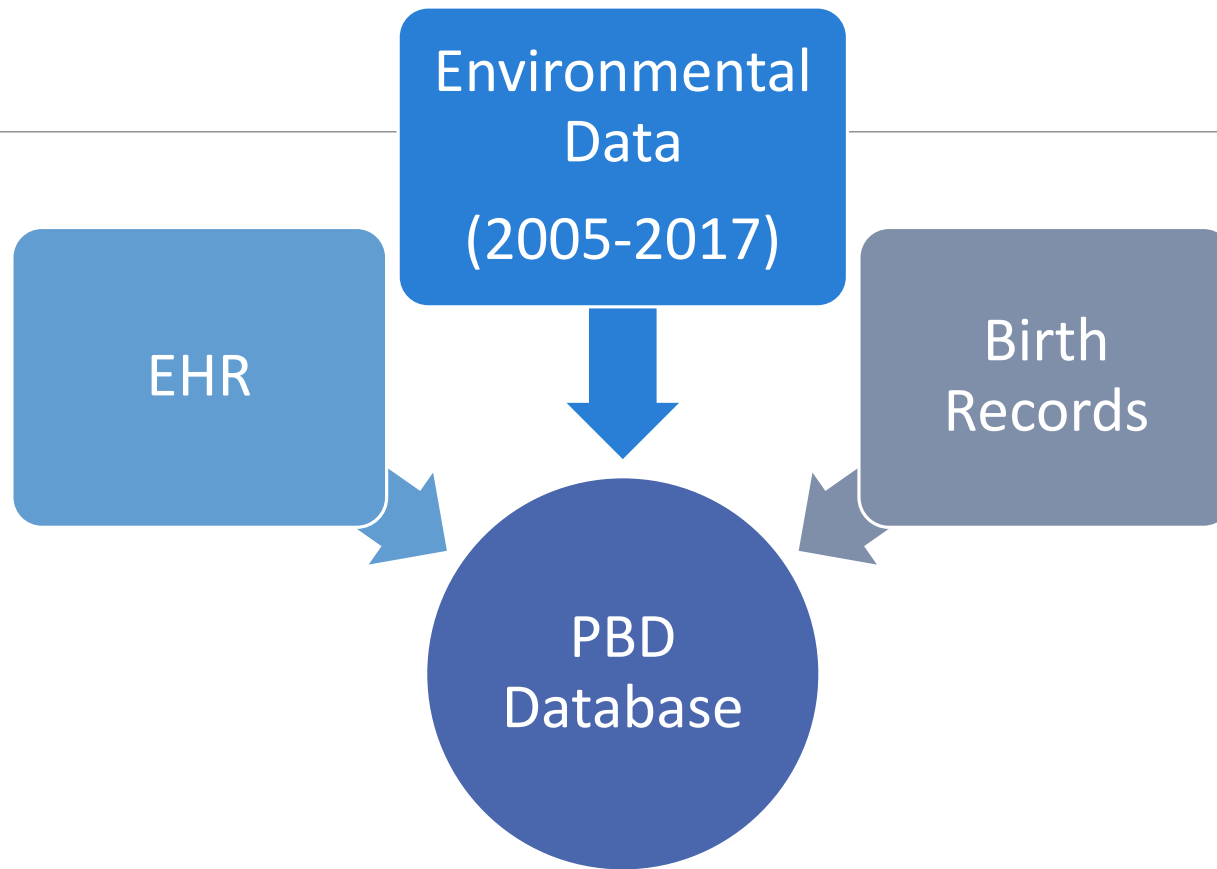 Environmental
Data
(2005-2017)
EHR
Birth
Records
PBD
Database